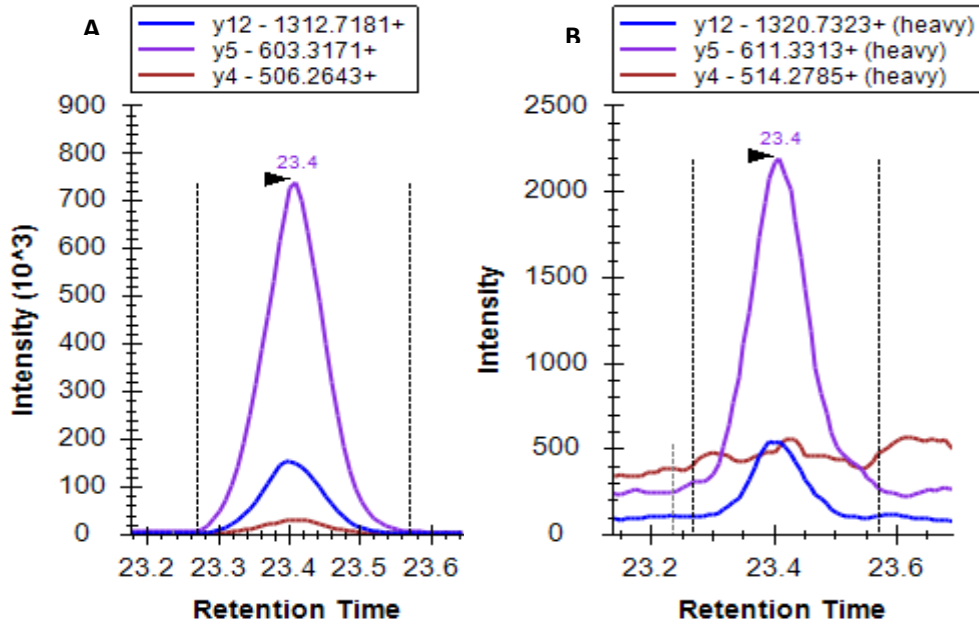 A
y12 - 1312.7181+
y5 - 603.3171+
y4 - 506.2643+
900
800
700
600
500
400
300
200
100
0
23.4
23.2
23.3
23.4
23.5
23.6
Intensity (10^3)
Retention Time
B
y12 - 1320.7323+ (heavy)
y5 - 611.3313+ (heavy)
y4 - 514.2785+ (heavy)
2500
2000
1500
1000
500
0
23.4
23.2
23.4
23.6
Intensity
Retention Time